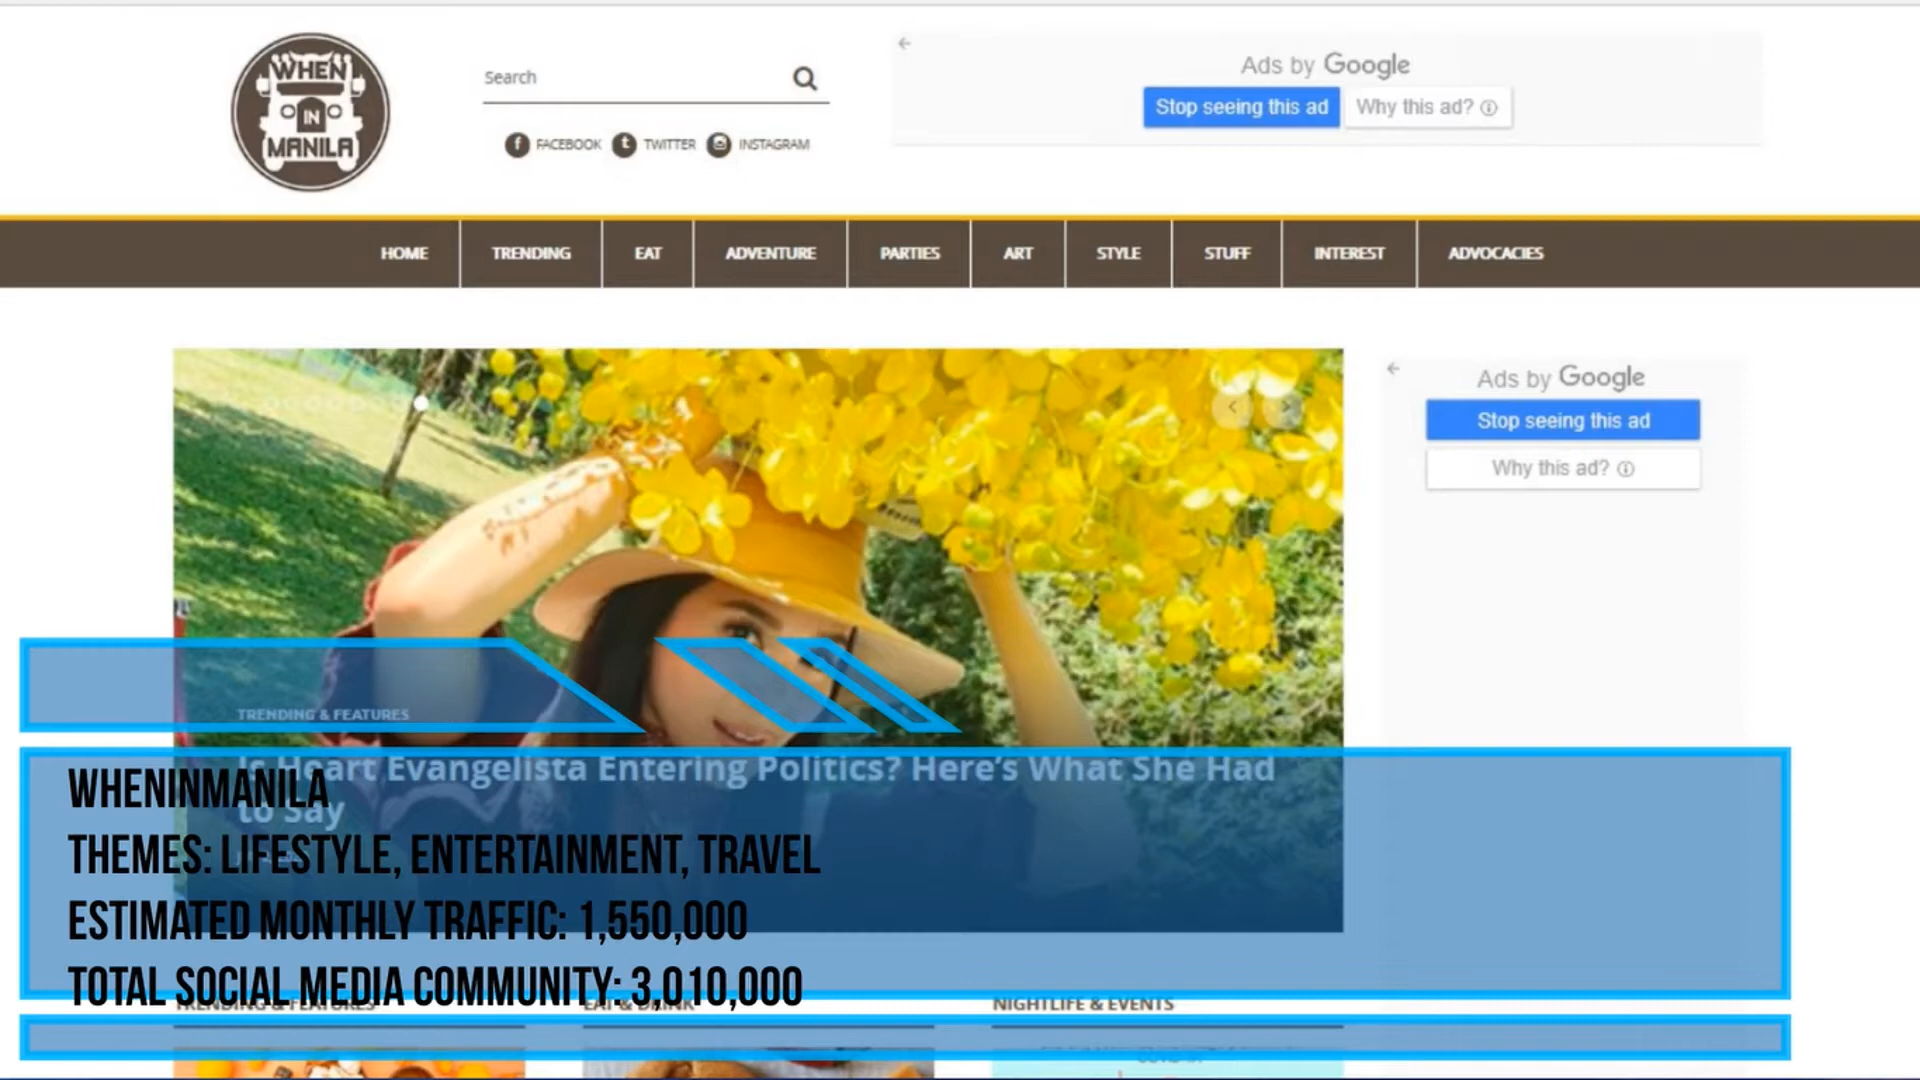 WHEN
IN
MANILA
Search
FACEBOOK
TWITTER
INSTAGRAM
Ads by Google
Stop seeing this ad
Why this ad?
HOME
TRENDING
EAT
ADVENTURE
PARTIES
ART
STYLE
STUFF
INTEREST
ADVOCACIES
Ads by Google
Stop seeing this ad
Why this ad?
TRENDING & FEATURES
Is Heart Evangelista Entering Politics? Here's What She Had
to Say
WHENINMANILA
THEMES: LIFESTYLE, ENTERTAINMENT, TRAVEL
ESTIMATED MONTHLY TRAFFIC: 1,550,000
TOTAL SOCIAL MEDIA COMMUNITY: 3,010,000
TRENDING & FEATURES
EAT & DRINK
NIGHTLIFE & EVENTS